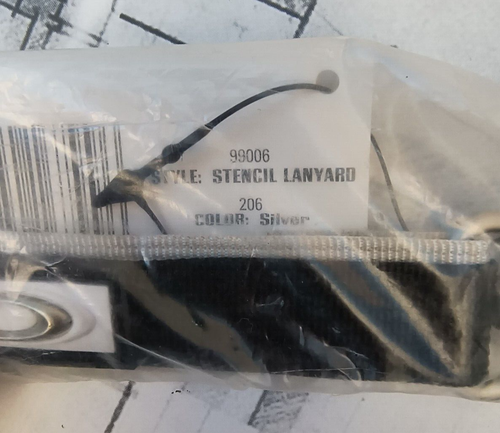 99006
STYLE: STENCIL LANYARD
206
COLOR: Silver